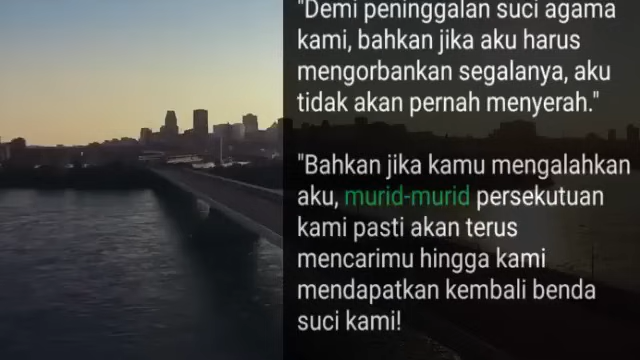 "Demi peninggalan suci agama
kami, bahkan jika aku harus
mengorbankan segalanya, aku
tidak akan pernah menyerah."
"Bahkan jika kamu mengalahkan
aku, murid-murid persekutuan
kami pasti akan terus
mencarimu hingga kami
mendapatkan kembali benda
suci kami!